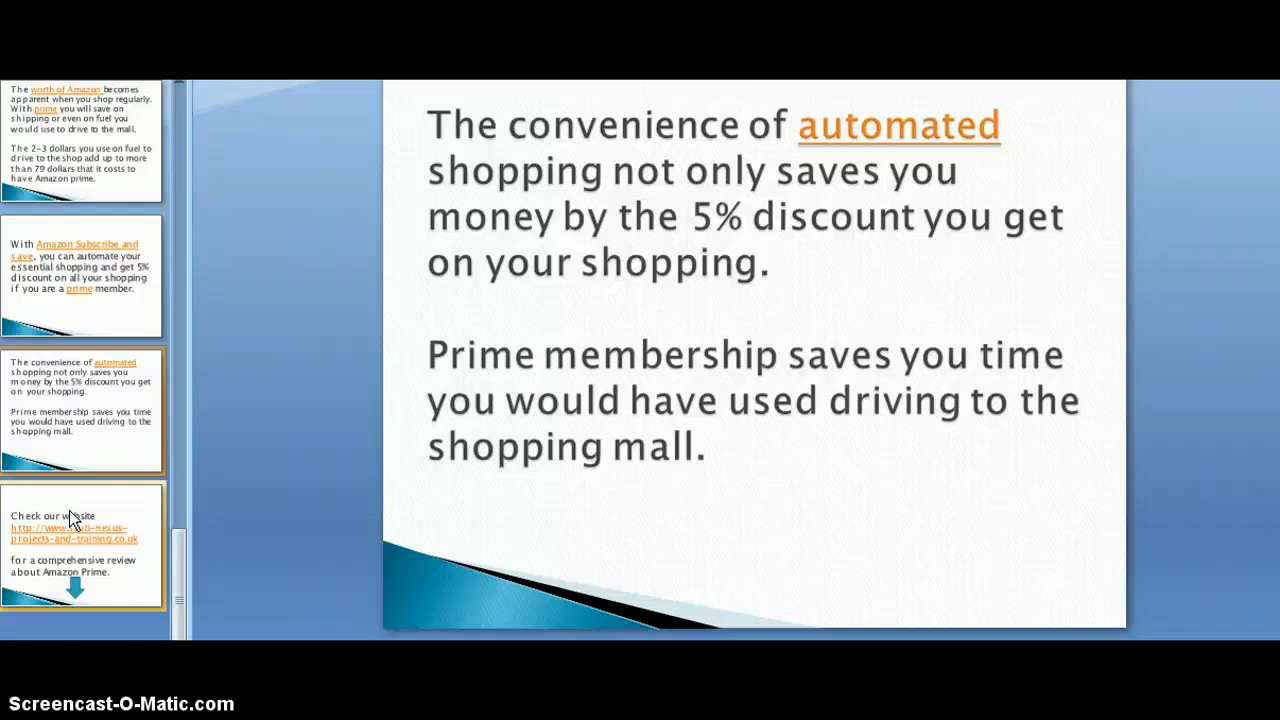 The worth of Amazon becomes
apparent when you shop regularly.
With prime you will save on
shipping or even on fuel you
would use to drive to the mall.
The 2-3 dollars you use on fuel to
drive to the shop add up to more
than 79 dollars that it costs to
have Amazon prime.
With Amazon Subscribe and
save, you can automate your
essential shopping and get 5%
discount on all your shopping
if you are a prime member.
The convenience of automated
shopping not only saves you
money by the 5% discount you get
on your shopping.
Prime membership saves you time
you would have used driving to the
shopping mall.
Check our website
projects-and-training.co.uk
for a comprehensive review
about Amazon Prime.
The convenience of automated
shopping not only saves you
money by the 5% discount you get
on your shopping.
Prime membership saves you time
you would have used driving to the
shopping mall.
Screencast-O-Matic.com